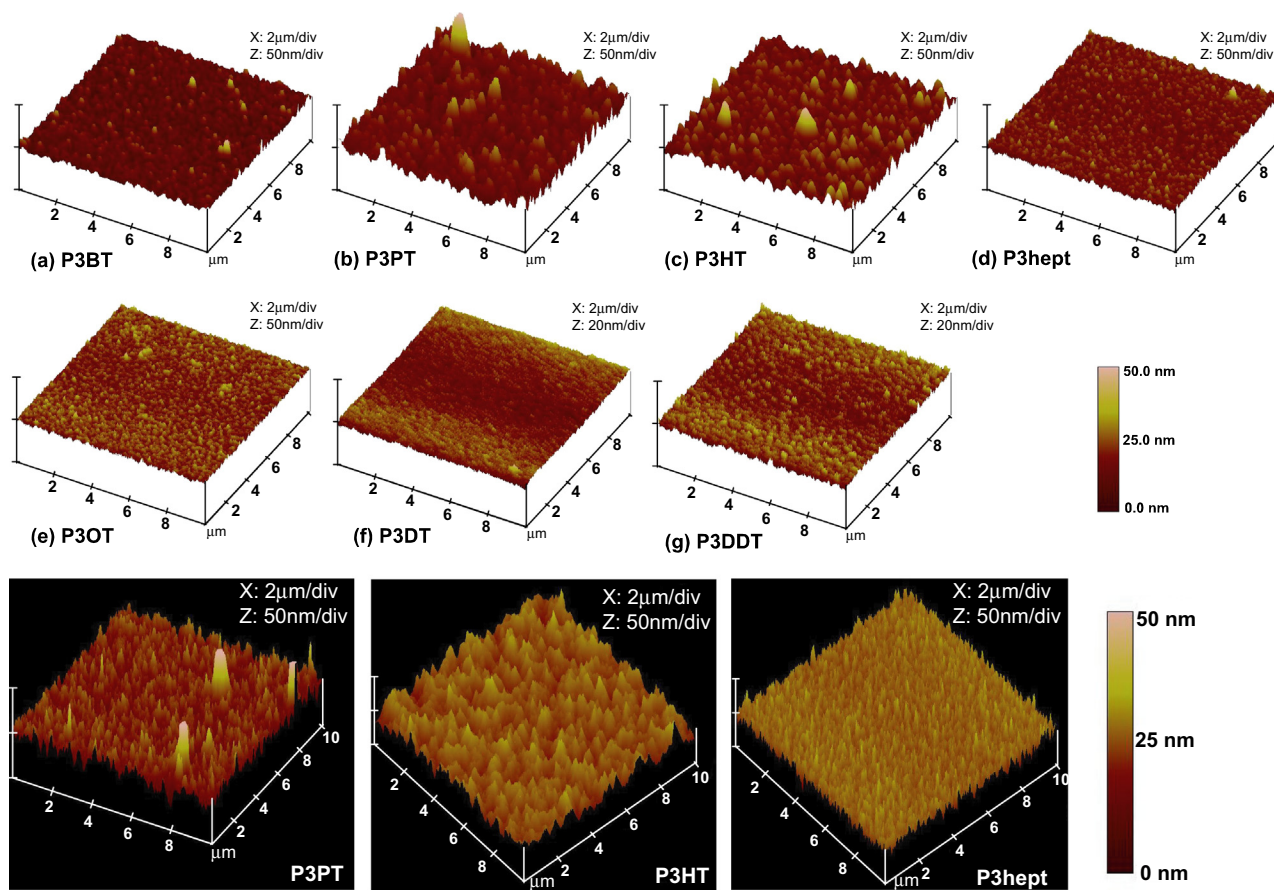 X: 2μm/div
Z: 50nm/div
2
4
6
8
2
4
6
8
μm
(a) P3BT
X: 2μm/div
Z: 50nm/div
2
4
6
8
2
4
6
8
μm
(b) P3PT
X: 2μm/div
Z: 50nm/div
2
4
6
8
2
4
6
8
μm
(c) P3HT
X: 2μm/div
Z: 50nm/div
2
4
6
8
2
4
6
8
μm
(d) P3hept
X: 2μm/div
Z: 50nm/div
2
4
6
8
2
4
6
8
μm
(e) P3OT
X: 2μm/div
Z: 20nm/div
2
4
6
8
2
4
6
8
μm
(f) P3DT
X: 2μm/div
Z: 20nm/div
2
4
6
8
2
4
6
8
μm
(g) P3DDT
50.0 nm
25.0 nm
0.0 nm
X: 2μm/div
Z: 50nm/div
2
4
6
8
2
4
6
8
10
μm
P3PT
X: 2μm/div
Z: 50nm/div
2
4
6
8
2
4
6
8
10
μm
P3HT
X: 2μm/div
Z: 50nm/div
2
4
6
8
2
4
6
8
10
μm
P3hept
50 nm
25 nm
0 nm